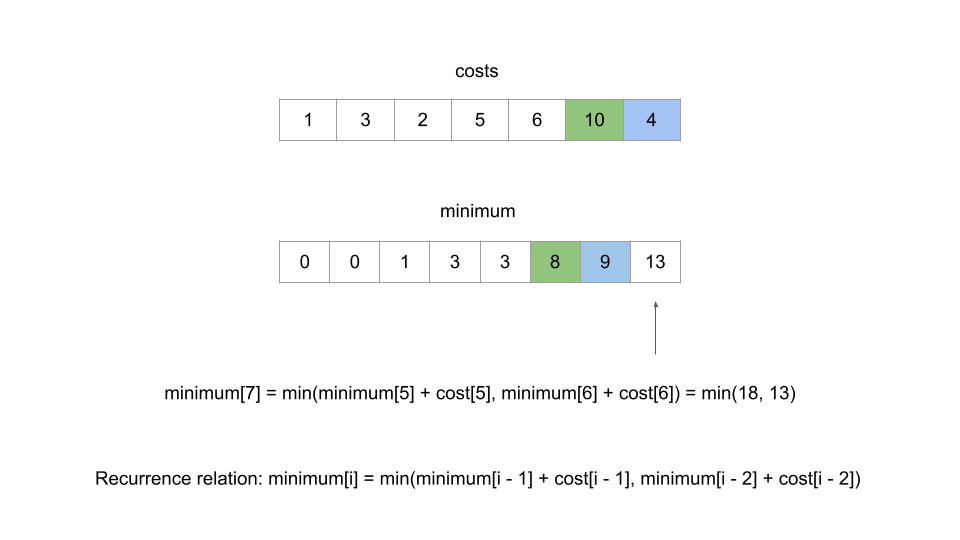 costs
1 3 2 5 6 10 4
minimum
0 0 1 3 3 8 9 13
minimum[7] = min(minimum[5] + cost[5], minimum[6] + cost[6]) = min(18, 13)
Recurrence relation: minimum[i] = min(minimum[i - 1] + cost[i - 1], minimum[i - 2] + cost[i - 2])